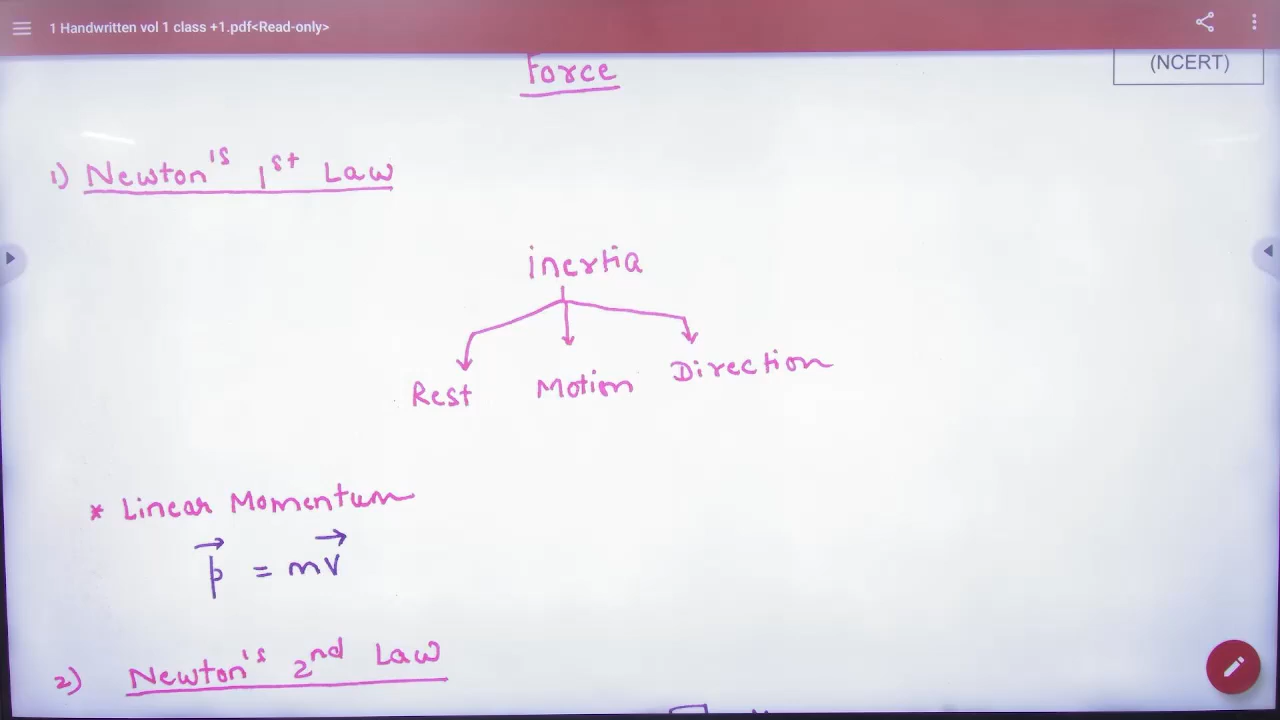 1 Handwritten vol 1 class +1.pdf<Read-only>
Force
(NCERT)
1) Newton's 1st Law
inertia
Rest Motion Direction
* Linear Momentum
p = mv
2) Newton's 2nd Law